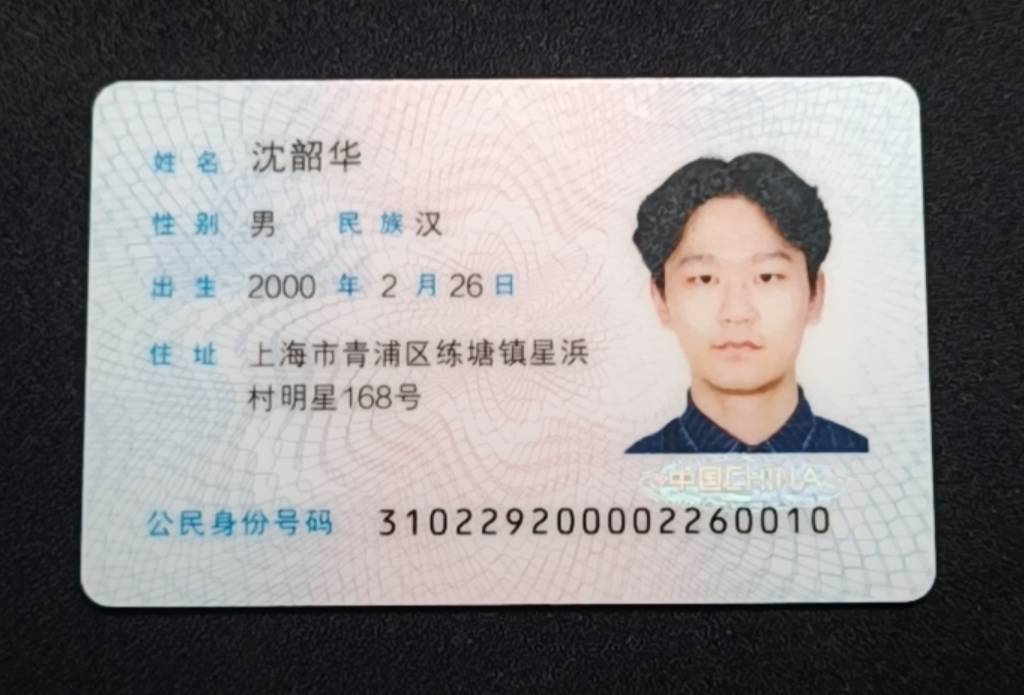 姓名 沈韶华
性别 男 民族 汉
出生 2000 年 2 月 26 日
住址 上海市青浦区练塘镇星浜
村明星168号
中国CHINA
公民身份号码 3102292000002260010